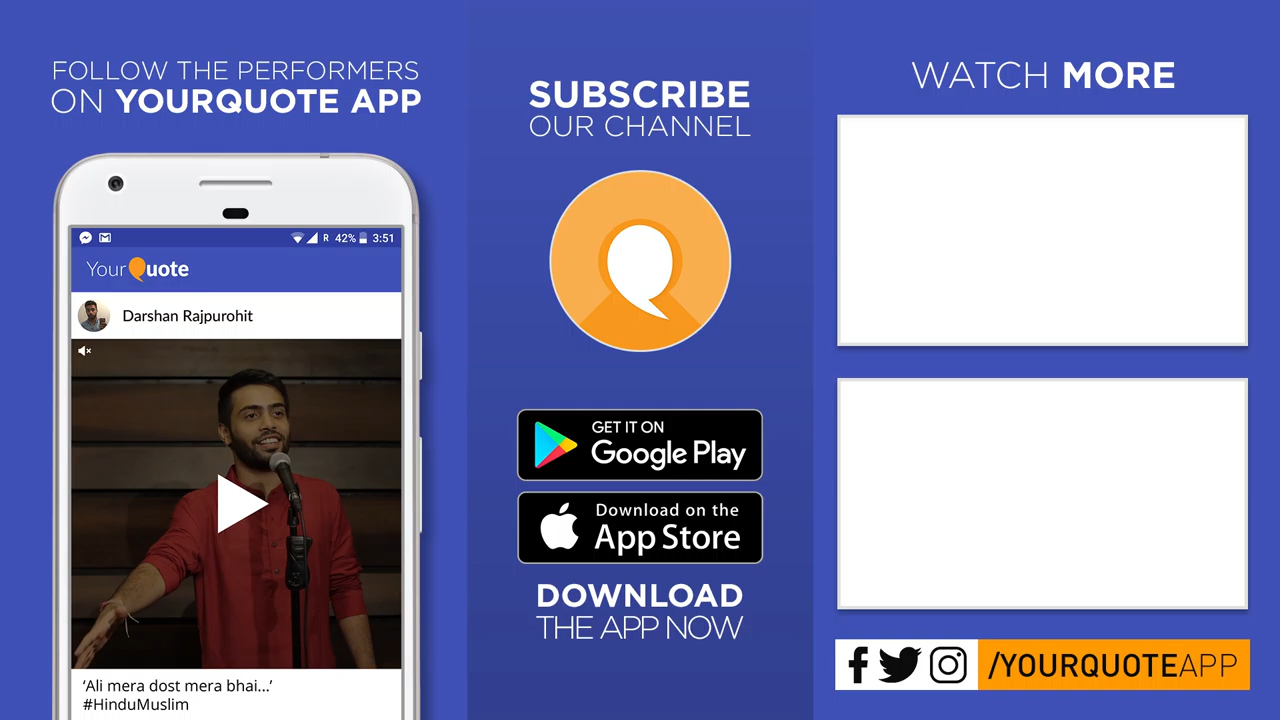 FOLLOW THE PERFORMERS
ON YOURQUOTE APP
R 42% 3:51
YourQuote
Darshan Rajpurohit
'Ali mera dost mera bhai...'
#HinduMuslim
SUBSCRIBE
OUR CHANNEL
GET IT ON
Google Play
Download on the
App Store
DOWNLOAD
THE APP NOW
WATCH MORE
/YOURQUOTEAPP